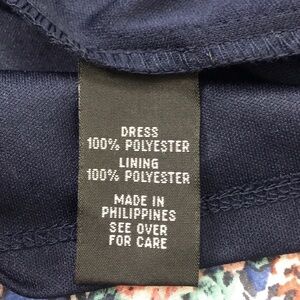 DRESS
100% POLYESTER
LINING
100% POLYESTER
MADE IN
PHILIPPINES
SEE OVER
FOR CARE